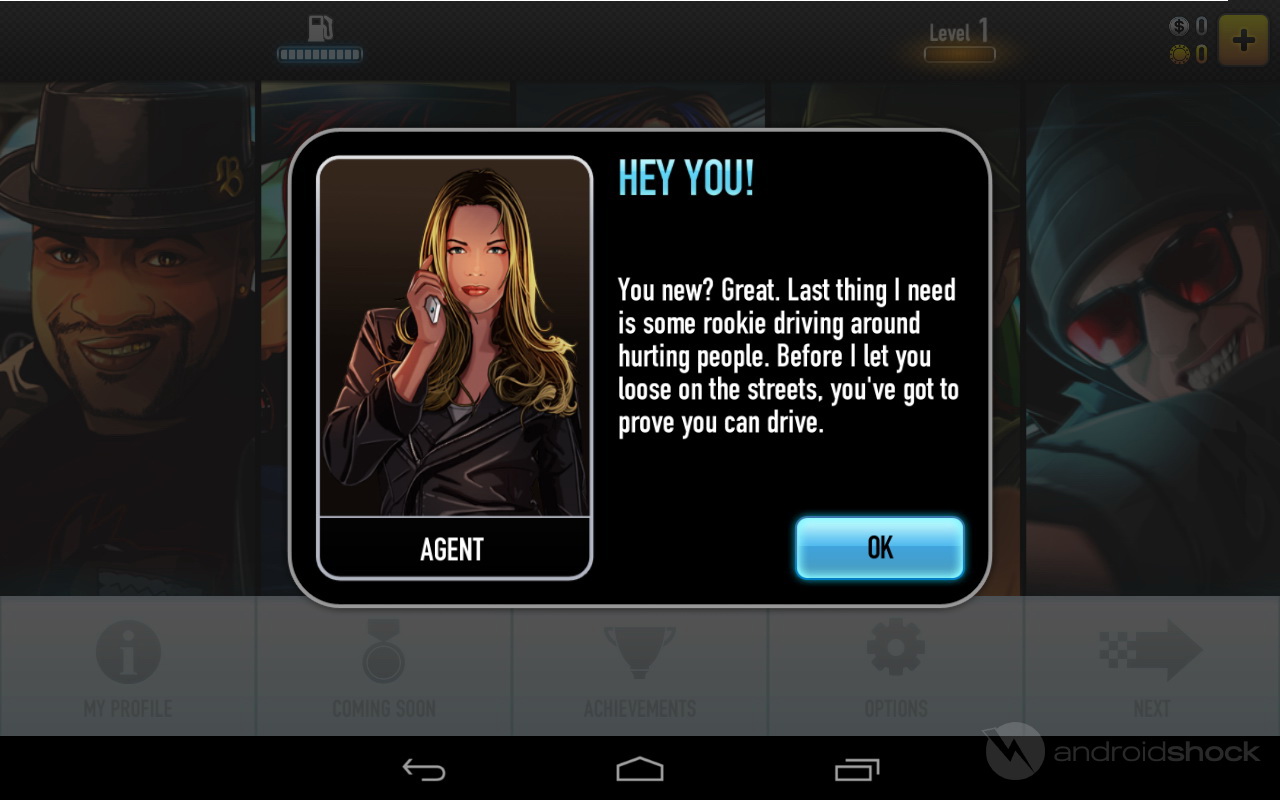 Level 1
0
0
B
HEY YOU!
You new? Great. Last thing I need
is some rookie driving around
hurting people. Before I let you
loose on the streets, you've got to
prove you can drive.
AGENT
OK
MY PROFILE
COMING SOON
ACHIEVEMENTS
OPTIONS
NEXT
androidshock